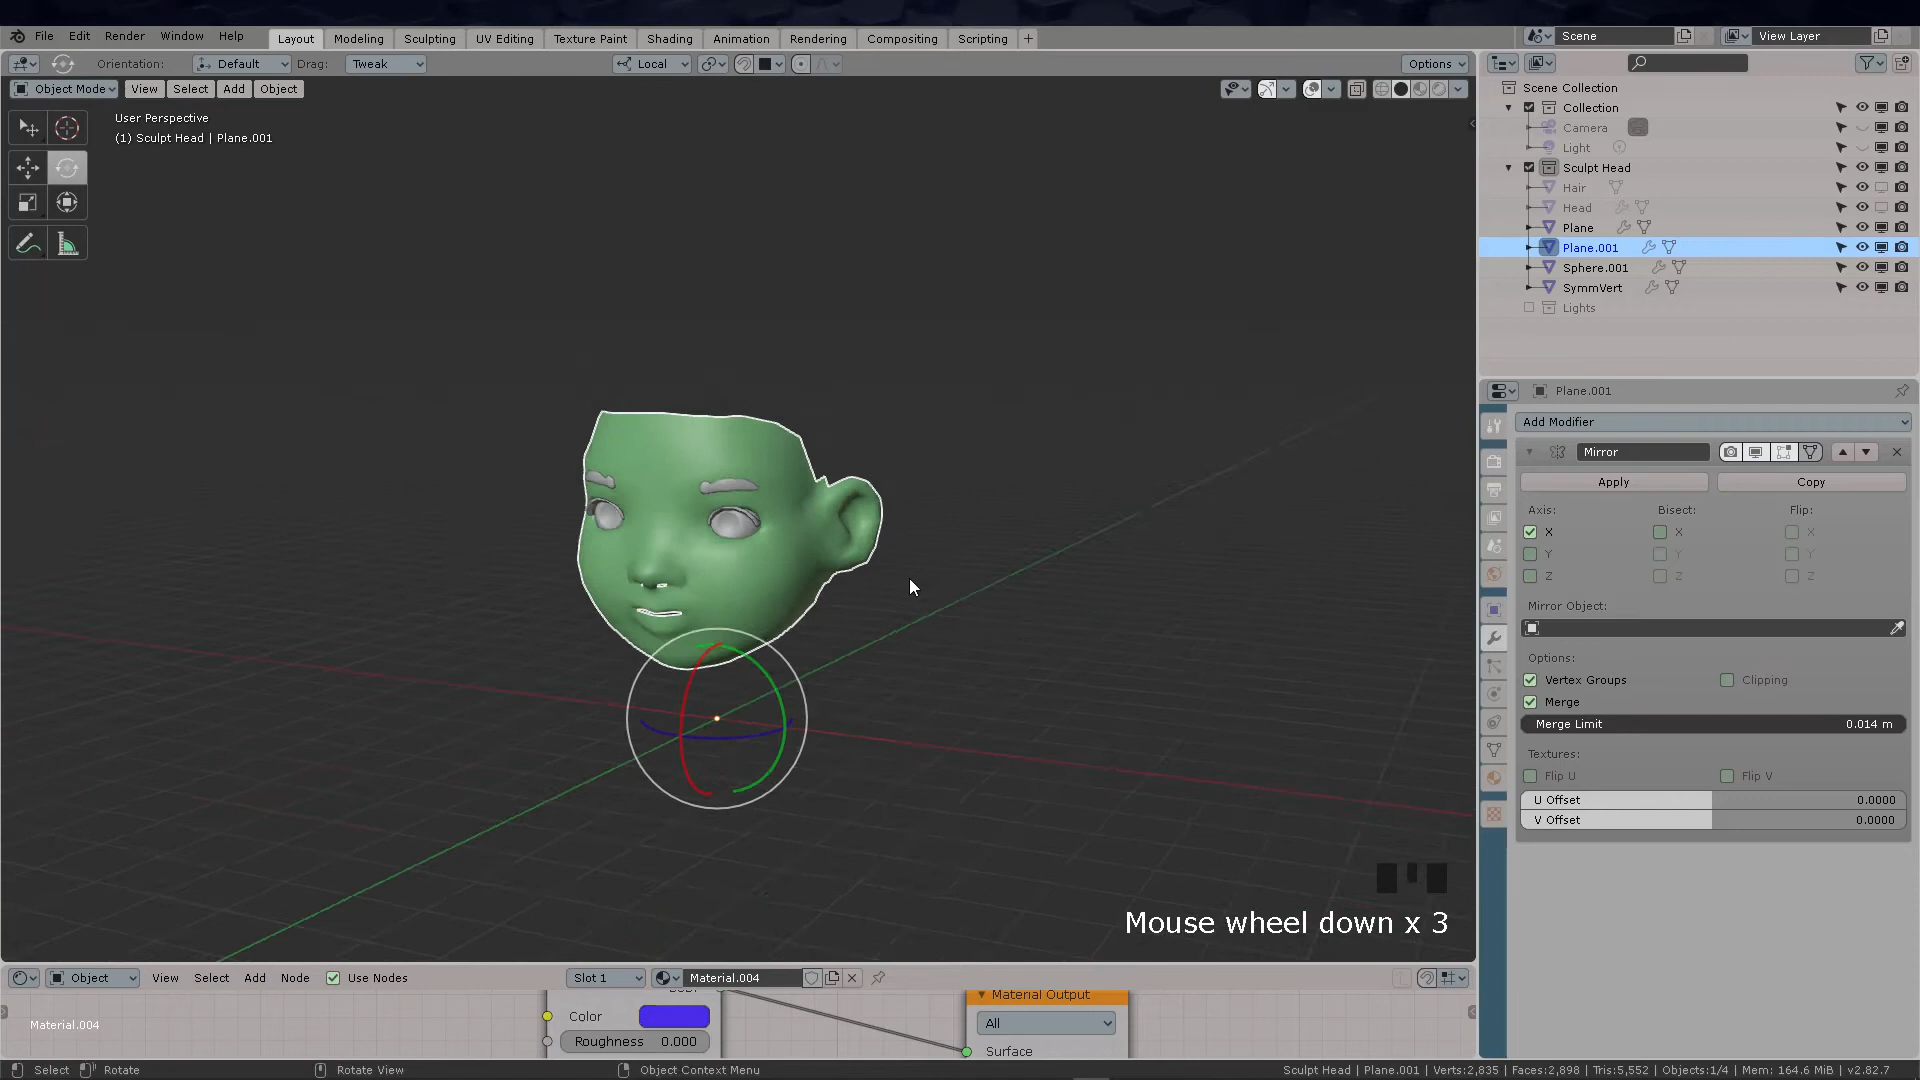 File Edit Render Window Help Layout Modeling Sculpting UV Editing Texture Paint Shading Animation Rendering Compositing Scripting + Scene View Layer
Orientation: Default Drag: Tweak Local Options
Object Mode View Select Add Object
User Perspective
(1) Sculpt Head | Plane.001
Scene Collection
Collection
Camera
Light
Sculpt Head
Hair
Head
Plane
Plane.001
Sphere.001
SymmVert
Lights
Plane.001
Add Modifier
Mirror
Apply Copy
Axis: Bisect: Flip:
X X X
Y Y Y
Z Z Z
Mirror Object:
Options:
Vertex Groups Clipping
Merge
Merge Limit 0.014 m
Textures:
Flip U Flip V
U Offset 0.0000
V Offset 0.0000
Mouse wheel down x 3
Object View Select Add Node Use Nodes Slot 1 Material.004
Material Output
Color All
Material.004
Roughness 0.000 Surface
Select Rotate Rotate View Object Context Menu Sculpt Head | Plane.001 | Verts:2,835 | Faces:2,898 | Tris:5,552 | Objects:1/4 | Mem: 164.6 MiB | v2.82.7